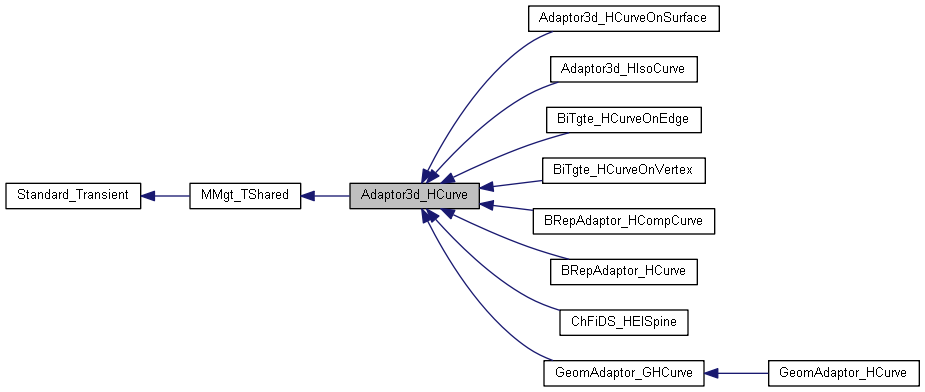 Adaptor3d_HCurveOnSurface
Adaptor3d_HIsoCurve
BiTgte_HCurveOnEdge
BiTgte_HCurveOnVertex
Standard_Transient
MMgt_TShared
Adaptor3d_HCurve
BRepAdaptor_HCompCurve
BRepAdaptor_HCurve
ChFiDS_HElSpine
GeomAdaptor_GHCurve
GeomAdaptor_HCurve